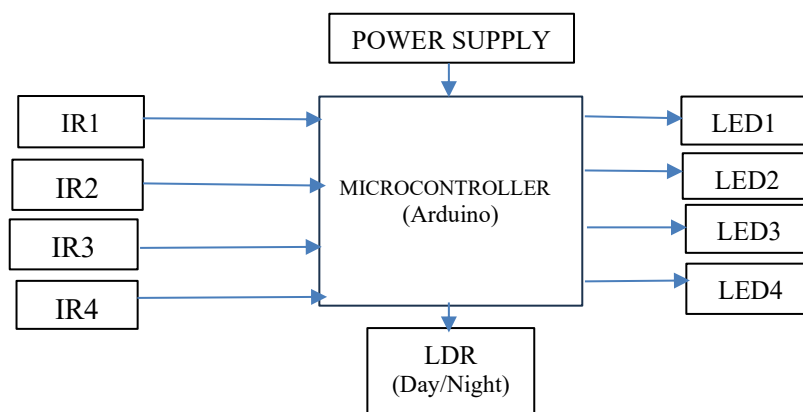 POWER SUPPLY
IR1
IR2
IR3
IR4
MICROCONTROLLER
(Arduino)
LED1
LED2
LED3
LED4
LDR
(Day/Night)